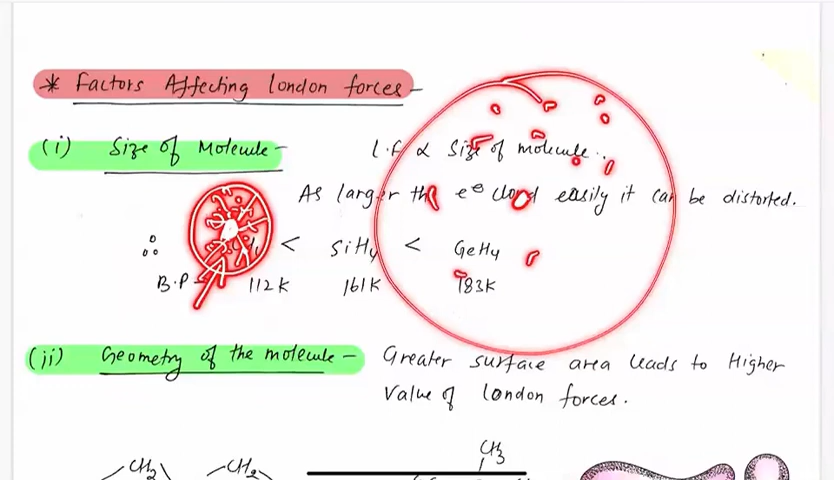 * Factors Affecting London forces-
(i) Size of Molecule- L.F ∝ Size of molecule.
As larger the e⊖ cloud easily it can be distorted.
∴ < SiH4 < GeH4
B.P 112K 161K 183K
(ii) Geometry of the molecule- Greater surface area leads to Higher
Value of london forces.
CH3
CH2 CH2